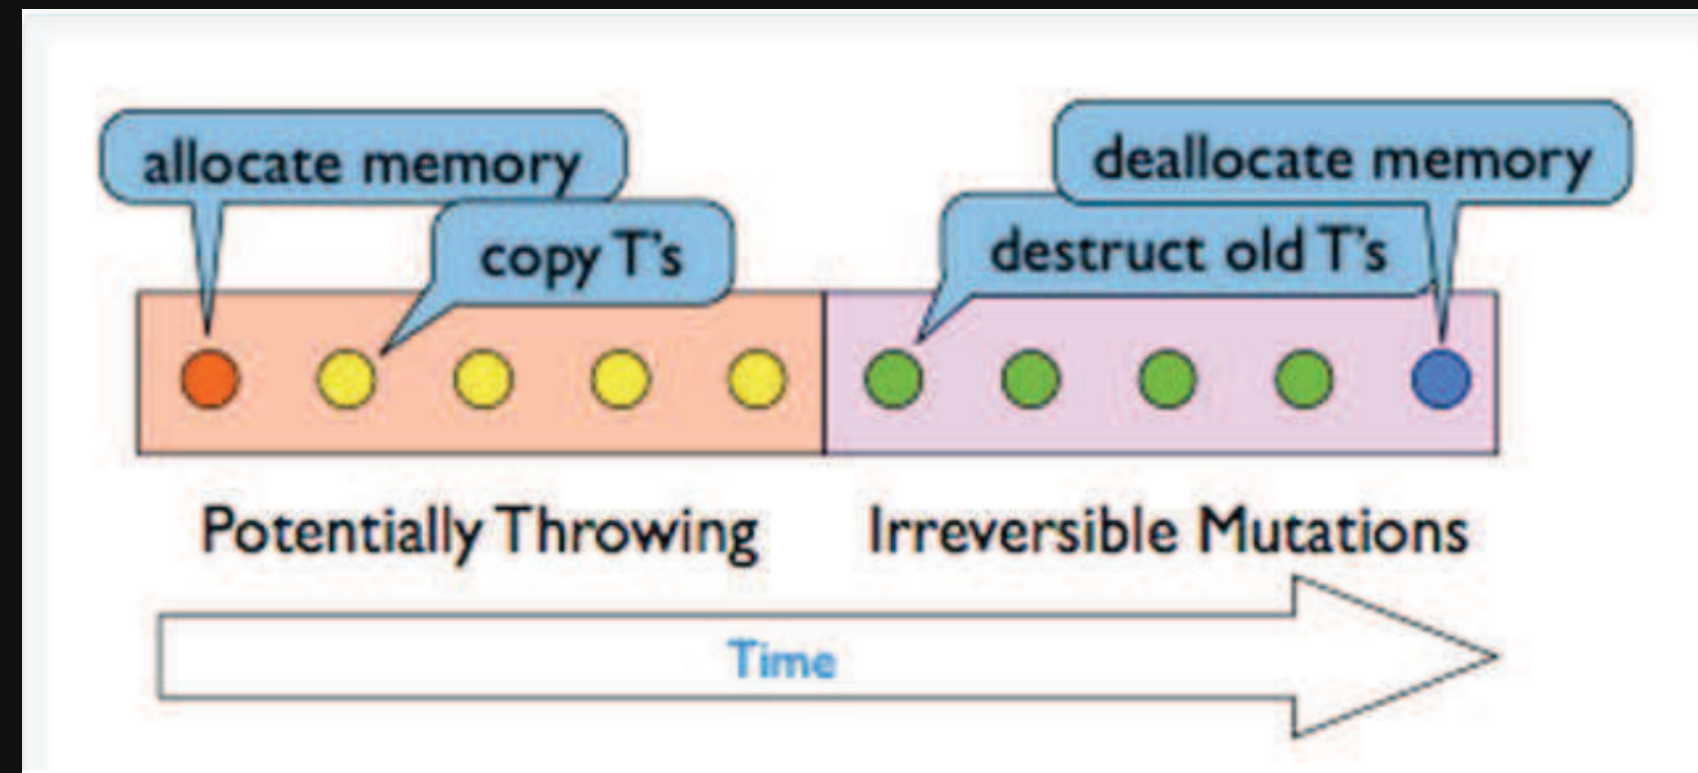 allocate memory
copy T's
deallocate memory
destruct old T's
Potentially Throwing
Irreversible Mutations
Time